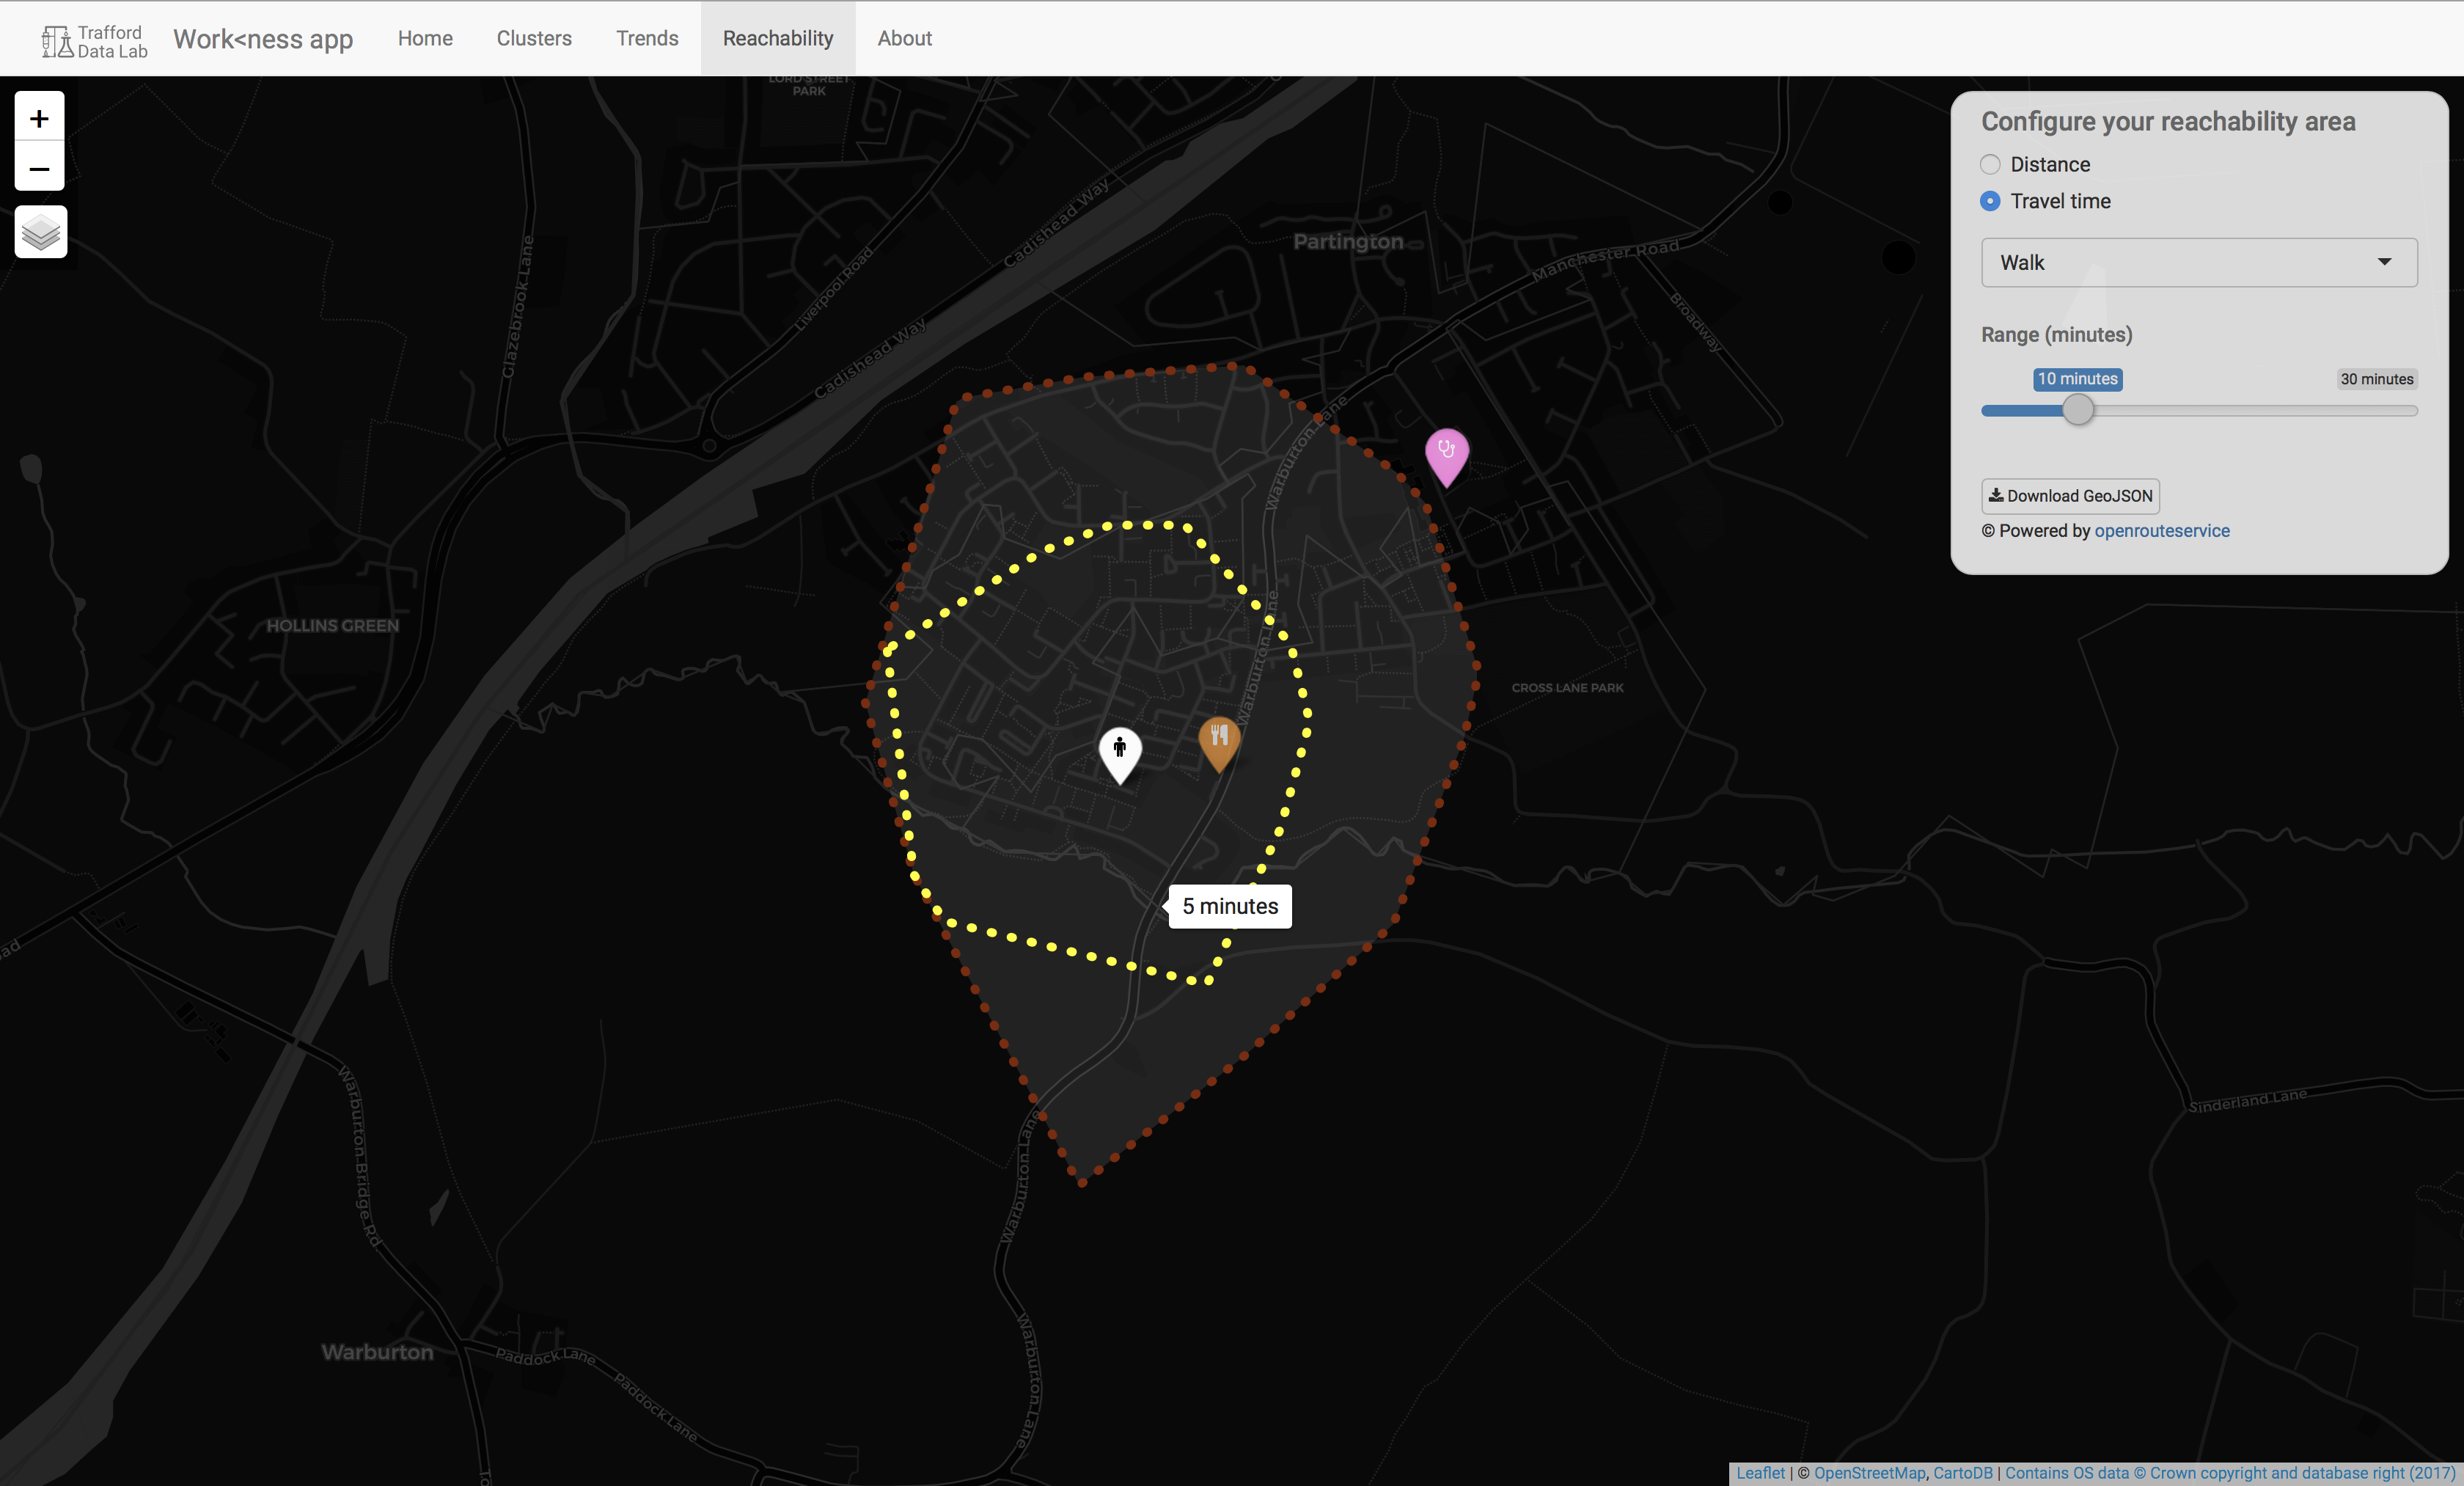 Trafford
Data Lab
Work<ness app
Home
Clusters
Trends
Reachability
About
LORD STREET
PARK
+
−
Configure your reachability area
Distance
Travel time
Walk
Range (minutes)
10 minutes
30 minutes
Download GeoJSON
© Powered by openrouteservice
Cadishead Way
Partington
Manchester Road
Liverpool Road
Glazebrook Lane
Broadway
Cadishead Way
Warburton Lane
HOLLINS GREEN
Warburton Lane
CROSS LANE PARK
5 minutes
ad
Warburton Bridge Rd
Sinderland Lane
Warburton Lane
Warburton
Paddock Lane
Paddock Lane
Warburton Lane
To
Leaflet | © OpenStreetMap, CartoDB | Contains OS data © Crown copyright and database right (2017)